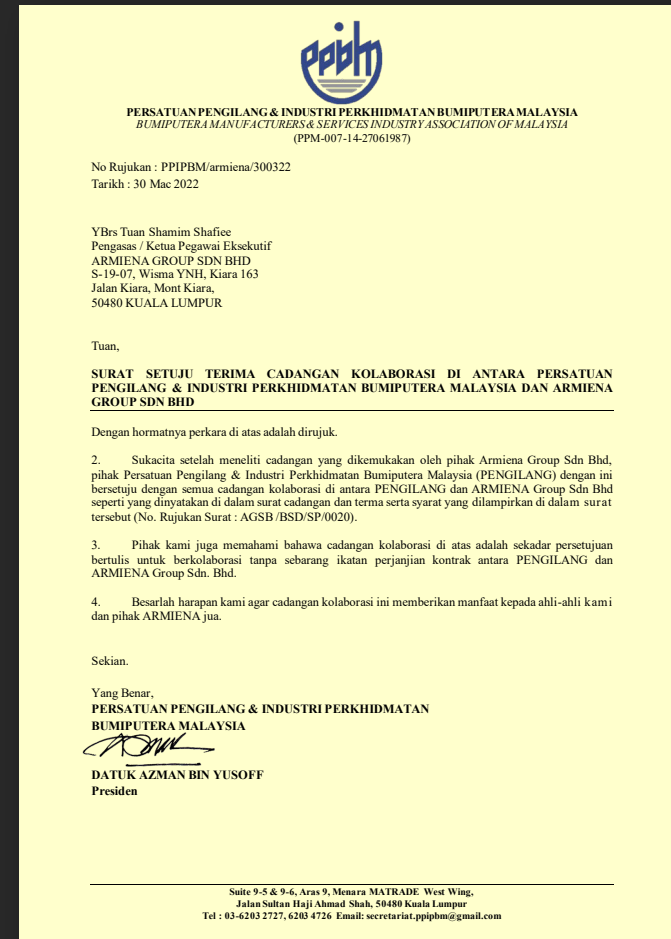 ppibm
PERSATUAN PENGILANG & INDUSTRI PERKHIDMATAN BUMIPUTERA MALAYSIA
BUMIPUTERA MANUFACTURERS & SERVICES INDUSTRY ASSOCIATION OF MALAYSIA
(PPM-007-14-27061987)
No Rujukan : PPIPBM/armiena/300322
Tarikh : 30 Mac 2022
YBrs Tuan Shamim Shafiee
Pengasas / Ketua Pegawai Eksekutif
ARMIENA GROUP SDN BHD
S-19-07, Wisma YNH, Kiara 163
Jalan Kiara, Mont Kiara,
50480 KUALA LUMPUR
Tuan,
SURAT SETUJU TERIMA CADANGAN KOLABORASI DI ANTARA PERSATUAN
PENGILANG & INDUSTRI PERKHIDMATAN BUMIPUTERA MALAYSIA DAN ARMIENA
GROUP SDN BHD
Dengan hormatnya perkara di atas adalah dirujuk.
2. Sukacita setelah meneliti cadangan yang dikemukakan oleh pihak Armiena Group Sdn Bhd,
pihak Persatuan Pengilang & Industri Perkhidmatan Bumiputera Malaysia (PENGILANG) dengan ini
bersetuju dengan semua cadangan kolaborasi di antara PENGILANG dan ARMIENA Group Sdn Bhd
seperti yang dinyatakan di dalam surat cadangan dan terma serta syarat yang dilampirkan di dalam surat
tersebut (No. Rujukan Surat : AGSB /BSD/SP/0020).
3. Pihak kami juga memahami bahawa cadangan kolaborasi di atas adalah sekadar persetujuan
bertulis untuk berkolaborasi tanpa sebarang ikatan perjanjian kontrak antara PENGILANG dan
ARMIENA Group Sdn. Bhd.
4. Besarlah harapan kami agar cadangan kolaborasi ini memberikan manfaat kepada ahli-ahli kami
dan pihak ARMIENA jua.
Sekian.
Yang Benar,
PERSATUAN PENGILANG & INDUSTRI PERKHIDMATAN
BUMIPUTERA MALAYSIA
DATUK AZMAN BIN YUSOFF
Presiden
Suite 9-5 & 9-6, Aras 9, Menara MATRADE West Wing,
Jalan Sultan Haji Ahmad Shah, 50480 Kuala Lumpur
Tel : 03-6203 2727, 6203 4726 Email: secretariat.ppipbm@gmail.com